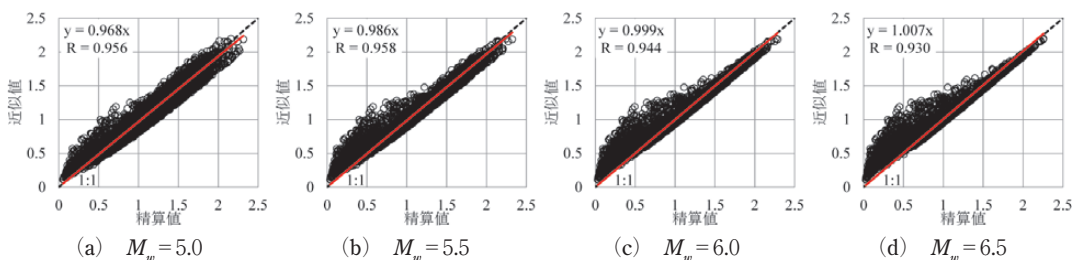 2.5
2
1.5
1
0.5
0
近似値
y = 0.968x
R = 0.956
1:1
0 0.5 1 1.5 2 2.5
精算値
(a) Mw = 5.0
2.5
2
1.5
1
0.5
0
近似値
y = 0.986x
R = 0.958
1:1
0 0.5 1 1.5 2 2.5
精算値
(b) Mw = 5.5
2.5
2
1.5
1
0.5
0
近似値
y = 0.999x
R = 0.944
1:1
0 0.5 1 1.5 2 2.5
精算値
(c) Mw = 6.0
2.5
2
1.5
1
0.5
0
近似値
y = 1.007x
R = 0.930
1:1
0 0.5 1 1.5 2 2.5
精算値
(d) Mw = 6.5